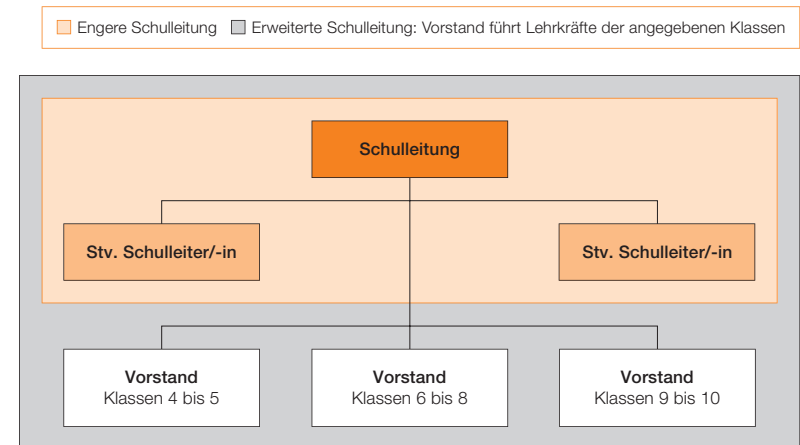 Engere Schulleitung Erweiterte Schulleitung: Vorstand führt Lehrkräfte der angegebenen Klassen
Schulleitung
Stv. Schulleiter/-in Stv. Schulleiter/-in
Vorstand Vorstand Vorstand
Klassen 4 bis 5 Klassen 6 bis 8 Klassen 9 bis 10